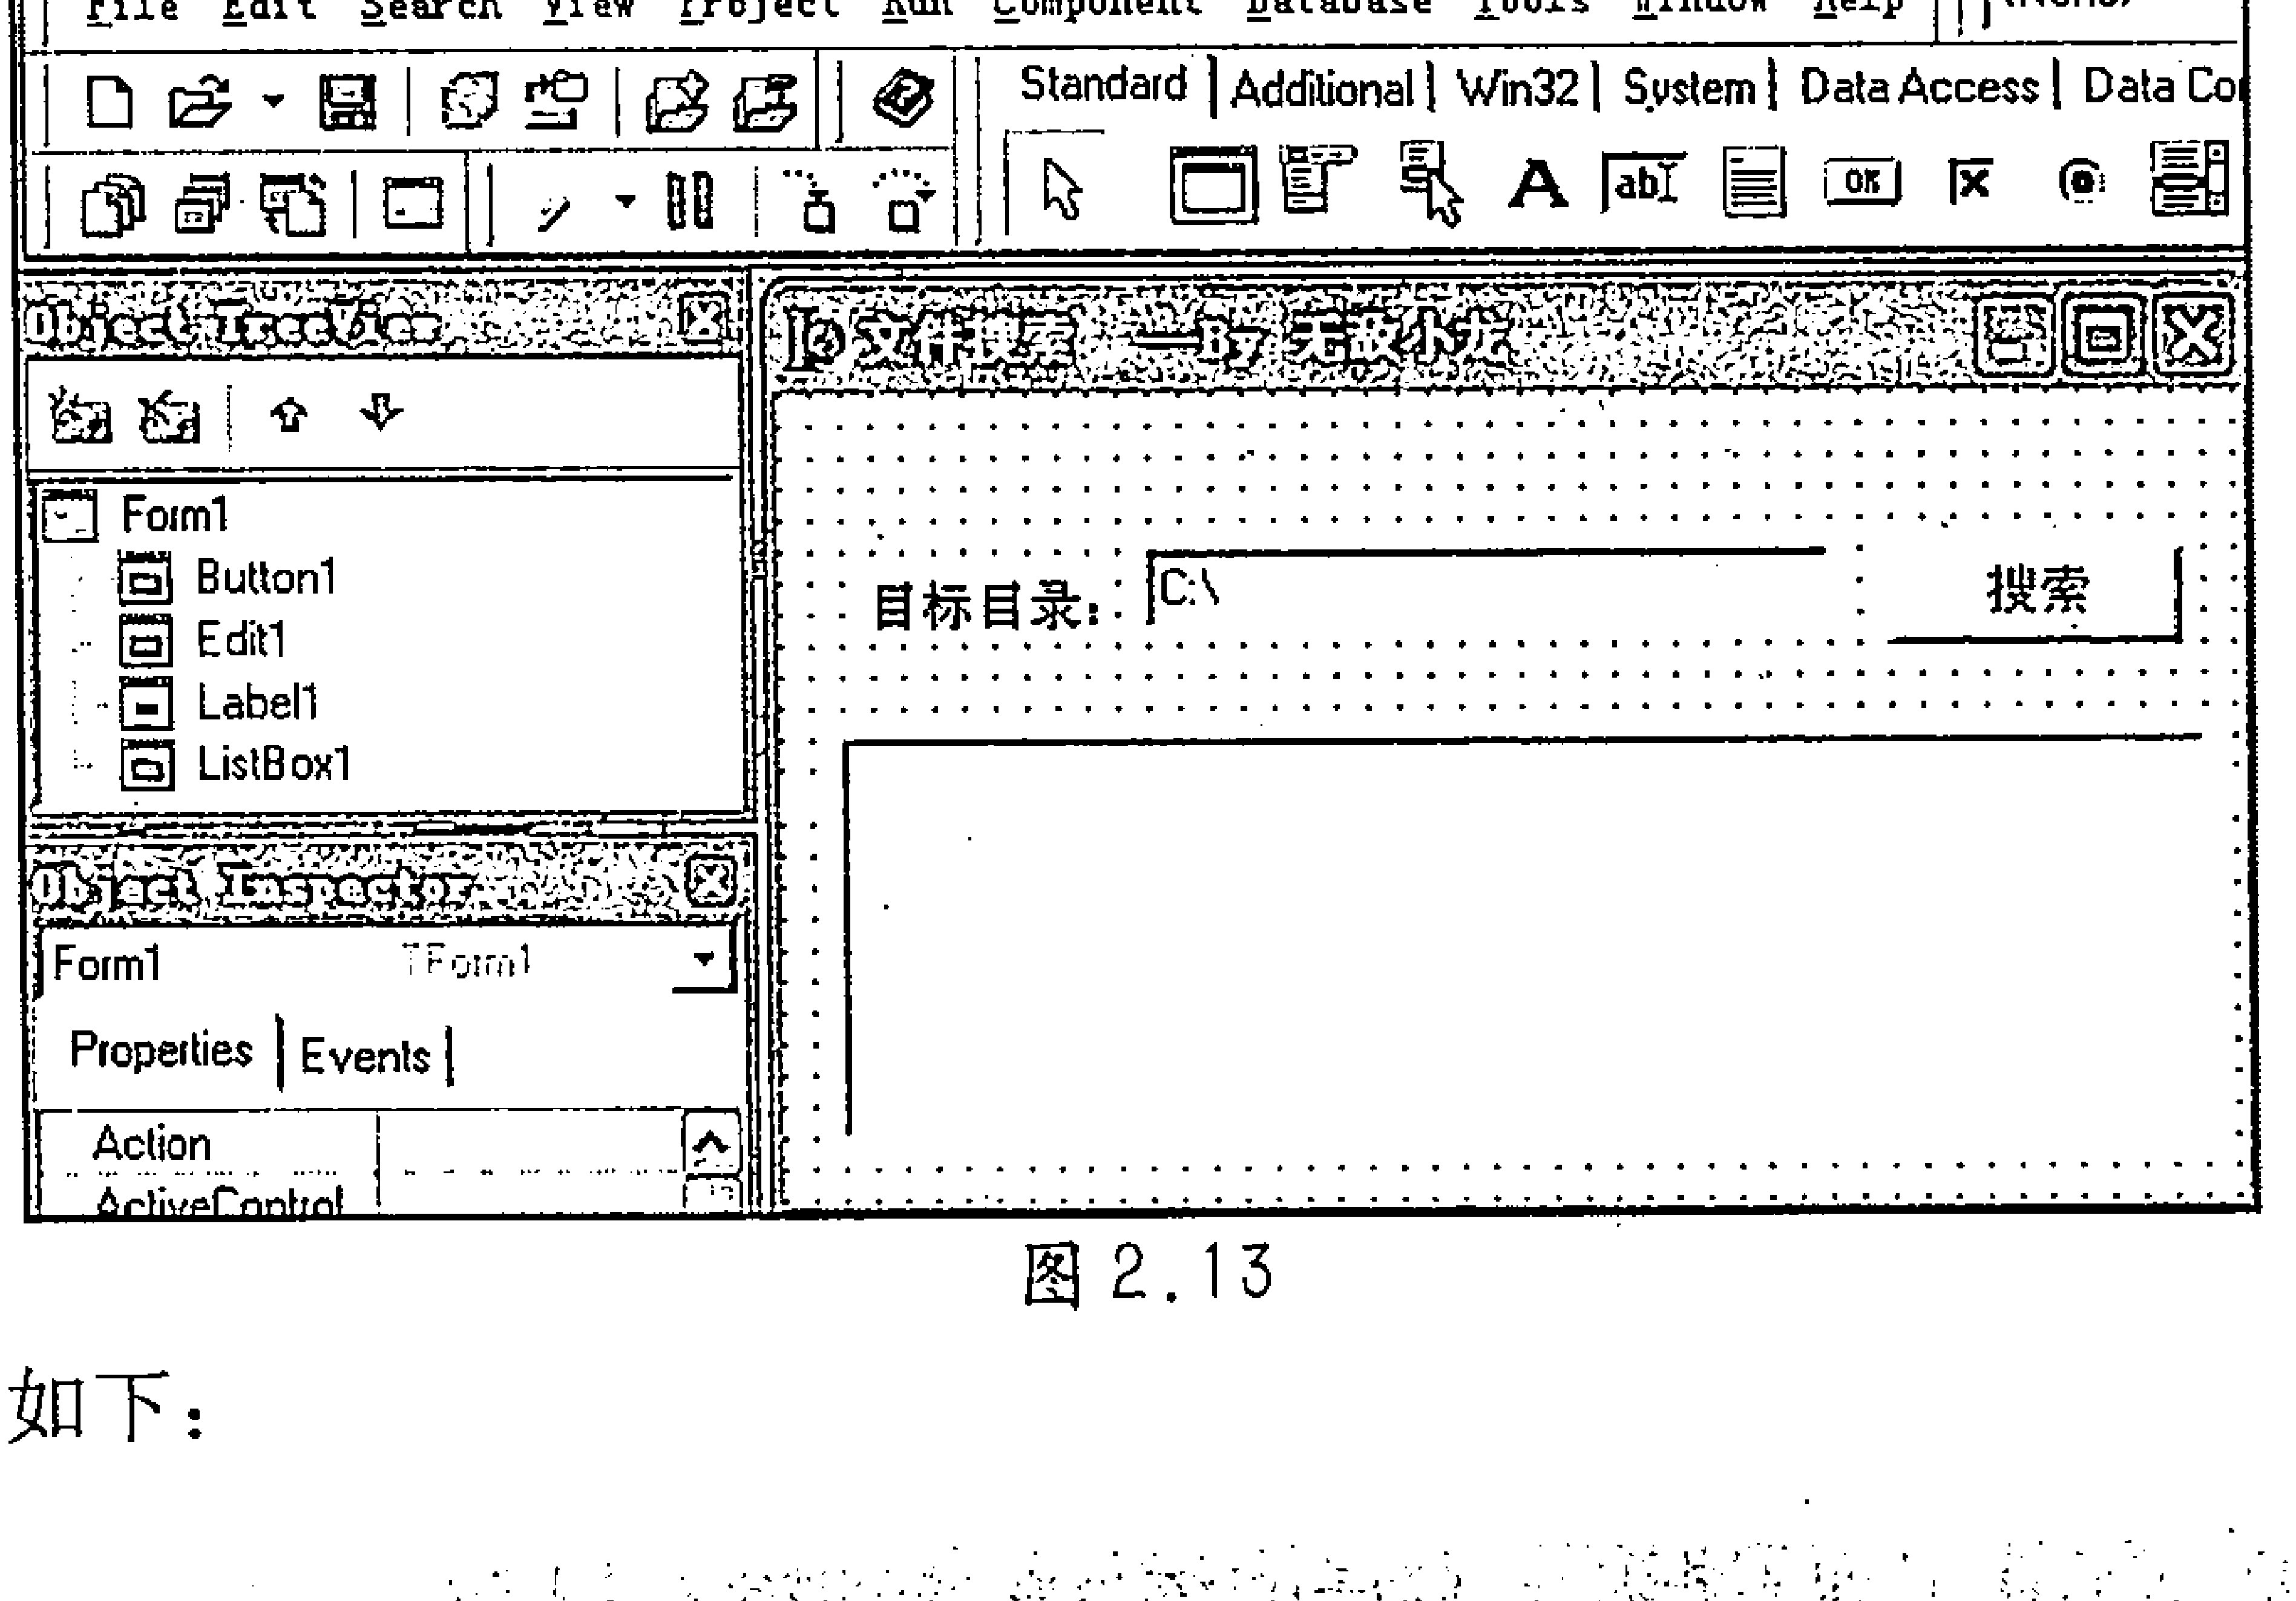 File Edit Search View Project Run Component Database Tools Window Help
Standard Additional Win32 System Data Access Data Co
A ab OK
Object TreeView
文件搜索 —By 无敌小龙
Form1
Button1
Edit1
Label1
ListBox1
目标目录: C:\ 搜索
Object Inspector
Form1 TForm1
Properties Events
Action
ActiveControl
图 2.13
如下: